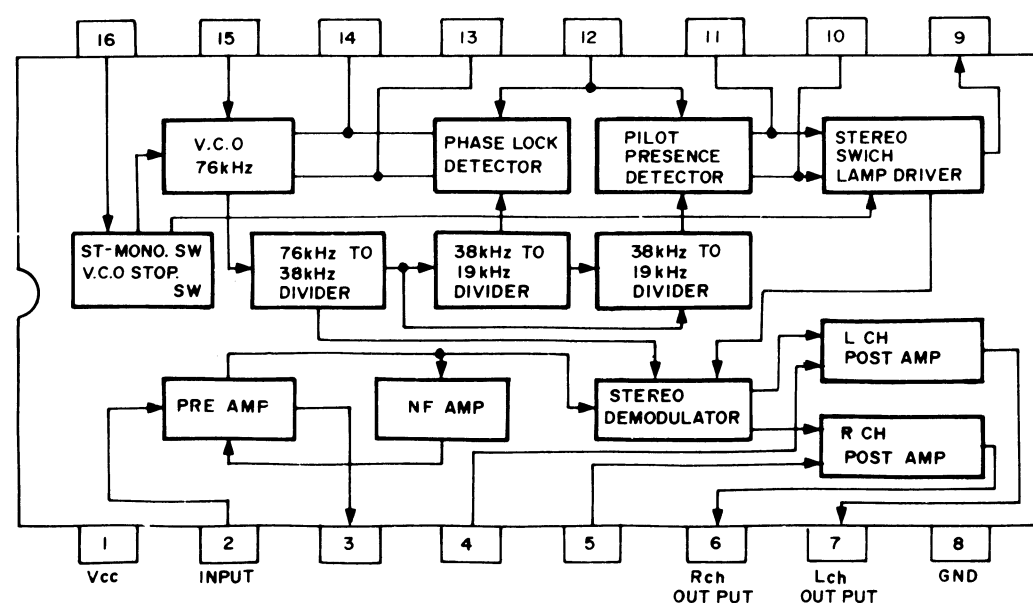 16
15
14
13
12
11
10
9
V.C.O
76kHz
PHASE LOCK
DETECTOR
PILOT
PRESENCE
DETECTOR
STEREO
SWICH
LAMP DRIVER
ST-MONO. SW
V.C.O STOP.
SW
76kHz TO
38kHz
DIVIDER
38kHz TO
19kHz
DIVIDER
38kHz TO
19kHz
DIVIDER
L CH
POST AMP
PRE AMP
NF AMP
STEREO
DEMODULATOR
R CH
POST AMP
1
2
3
4
5
6
7
8
Vcc
INPUT
Rch
OUT PUT
Lch
OUT PUT
GND